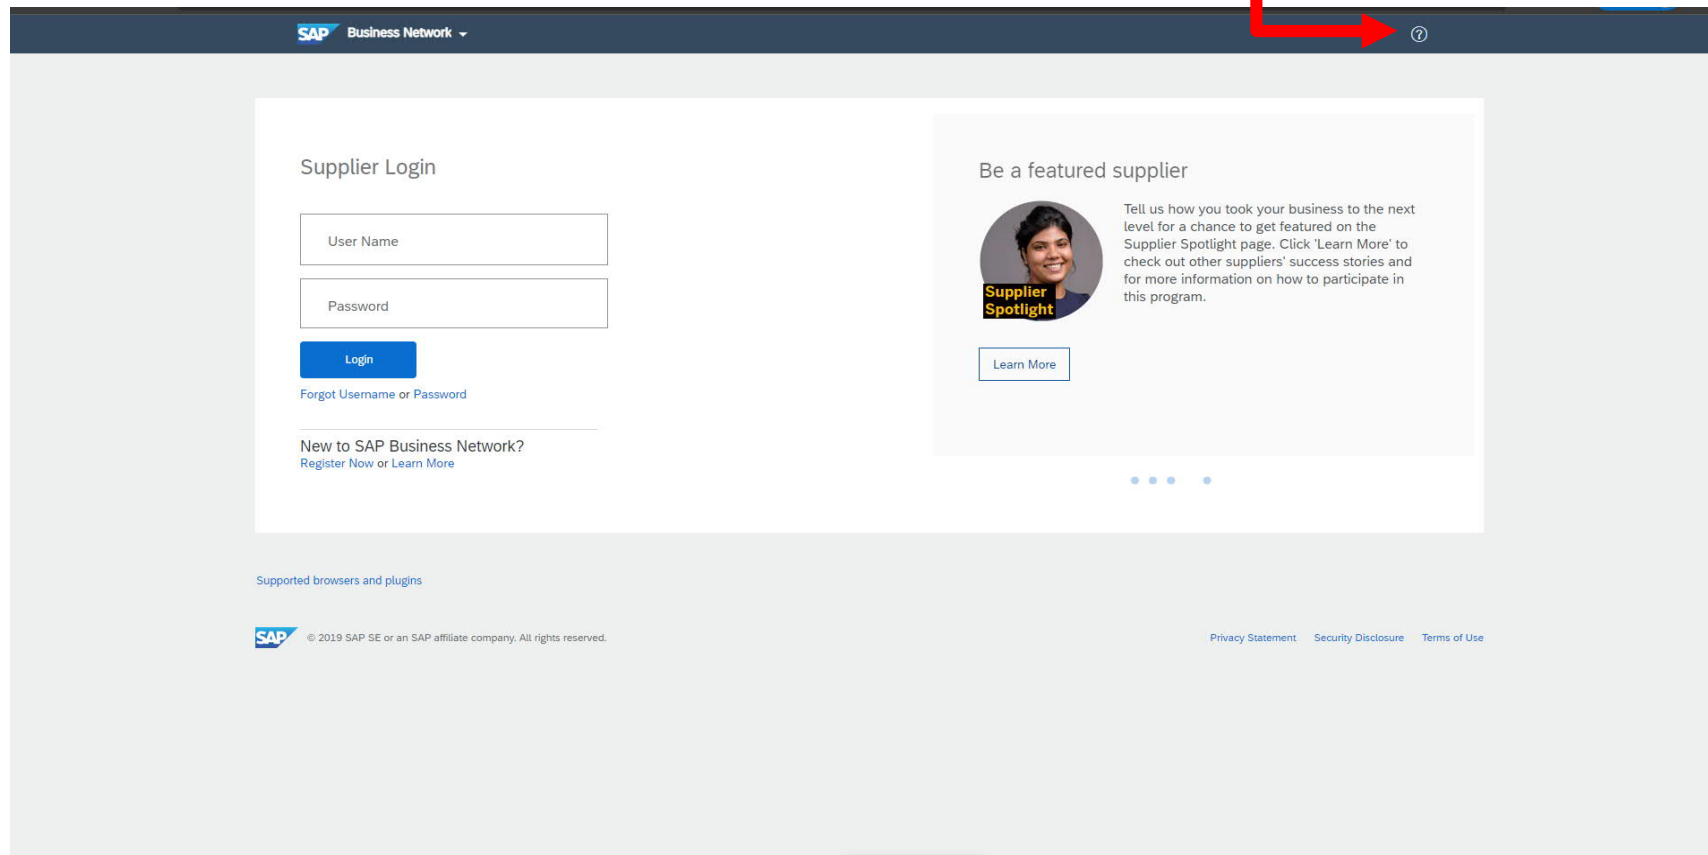 SAP Business Network
?
Supplier Login
User Name
Password
Login
Forgot Username or Password
New to SAP Business Network?
Register Now or Learn More
Be a featured supplier
Tell us how you took your business to the next
level for a chance to get featured on the
Supplier Spotlight page. Click 'Learn More' to
check out other suppliers' success stories and
for more information on how to participate in
this program.
Supplier
Spotlight
Learn More
Supported browsers and plugins
SAP © 2019 SAP SE or an SAP affiliate company. All rights reserved.
Privacy Statement Security Disclosure Terms of Use